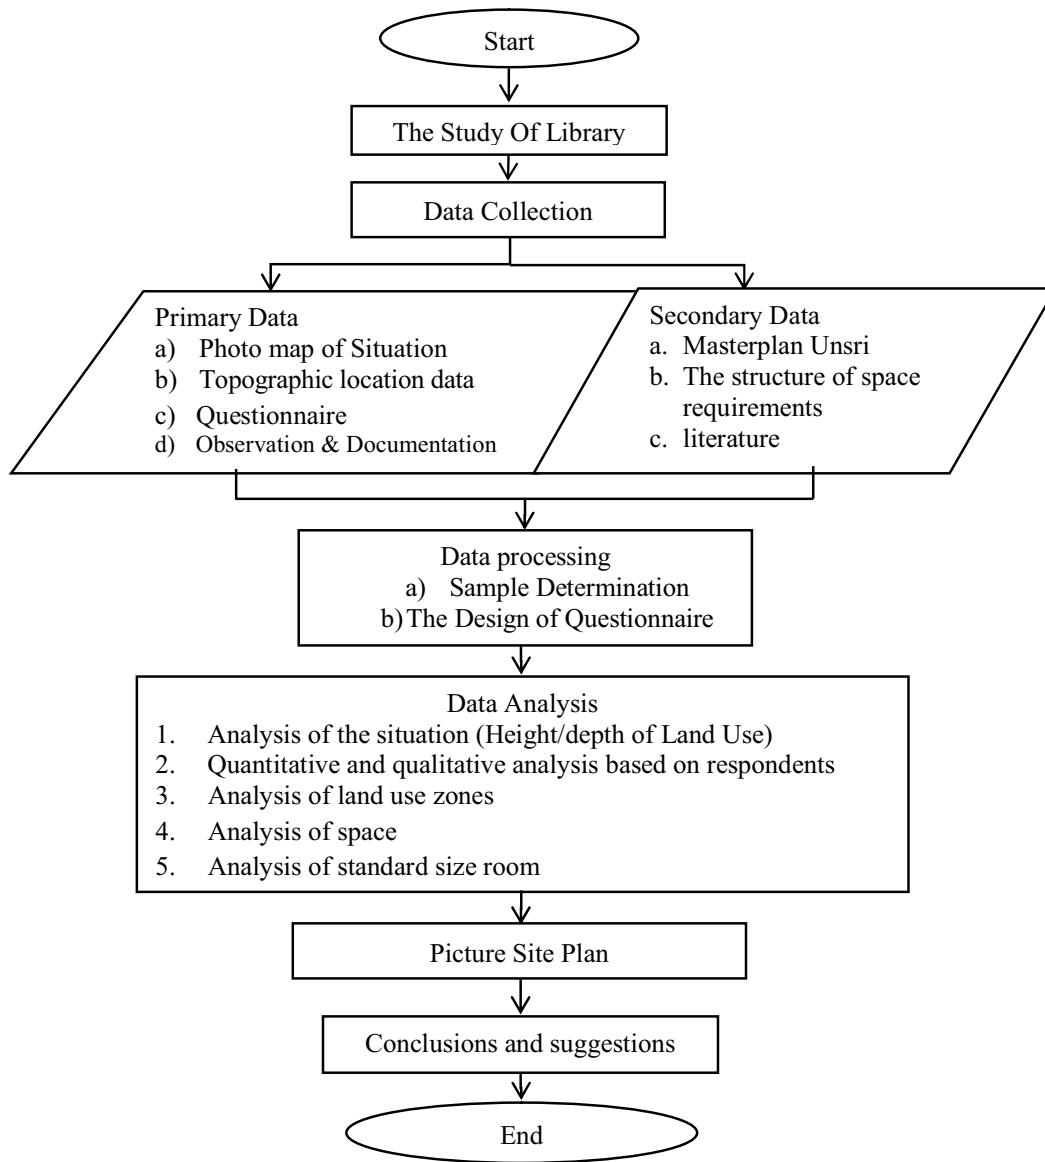 Start
The Study Of Library
Data Collection
Primary Data
a) Photo map of Situation
b) Topographic location data
c) Questionnaire
d) Observation & Documentation
Secondary Data
a. Masterplan Unsri
b. The structure of space
requirements
c. literature
Data processing
a) Sample Determination
b) The Design of Questionnaire
Data Analysis
1. Analysis of the situation (Height/depth of Land Use)
2. Quantitative and qualitative analysis based on respondents
3. Analysis of land use zones
4. Analysis of space
5. Analysis of standard size room
Picture Site Plan
Conclusions and suggestions
End